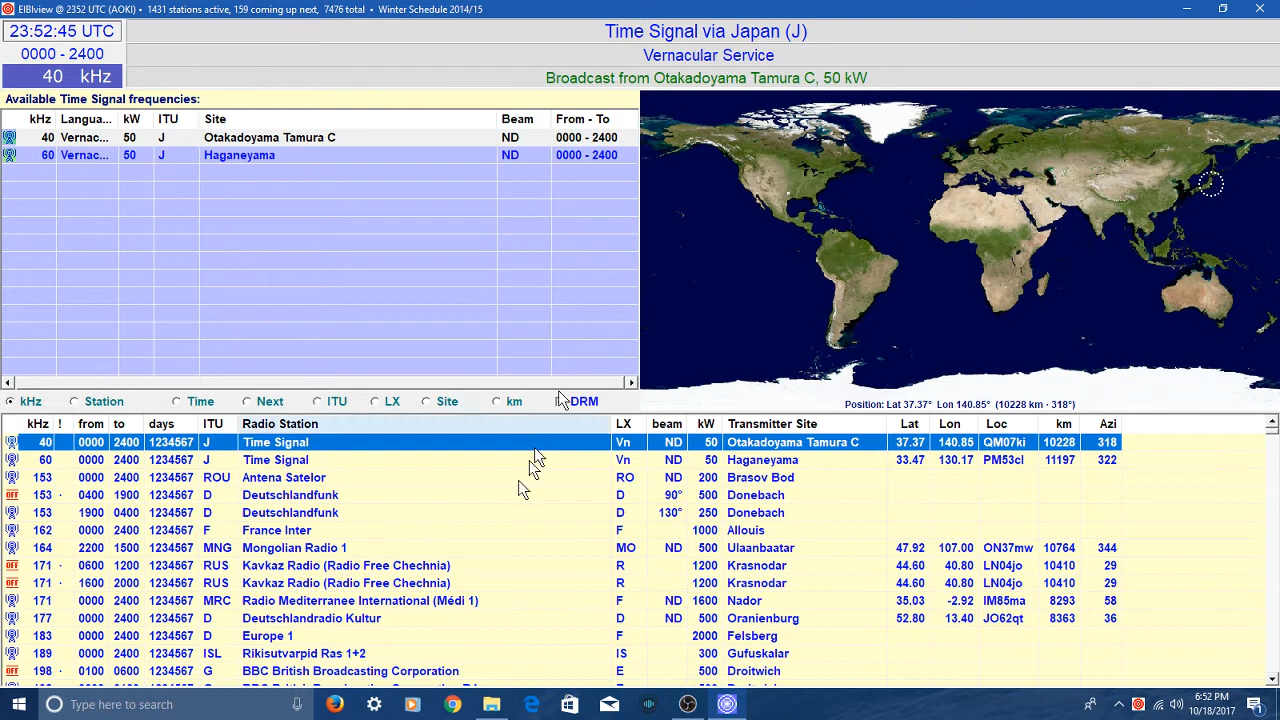 EIBIview @ 2352 UTC (AOKI) • 1431 stations active, 159 coming up next, 7476 total • Winter Schedule 2014/15
23:52:45 UTC
0000 - 2400
40 kHz
Time Signal via Japan (J)
Vernacular Service
Broadcast from Otakadoyama Tamura C, 50 kW
Available Time Signal frequencies:
kHz Langua... kW ITU Site Beam From - To
40 Vernac... 50 J Otakadoyama Tamura C ND 0000 - 2400
60 Vernac... 50 J Haganeyama ND 0000 - 2400
Position: Lat 37.37° Lon 140.85° (10228 km • 318°)
kHz Station Time Next ITU LX Site km DRM
kHz ! from to days ITU Radio Station LX beam kW Transmitter Site Lat Lon Loc km Azi
40 0000 2400 1234567 J Time Signal Vn ND 50 Otakadoyama Tamura C 37.37 140.85 QM07ki 10228 318
60 0000 2400 1234567 J Time Signal Vn ND 50 Haganeyama 33.47 130.17 PM53cl 11197 322
153 0000 2400 1234567 ROU Antena Satelor RO ND 200 Brasov Bod
OFF 153 · 0400 1900 1234567 D Deutschlandfunk D 90° 500 Donebach
153 1900 0400 1234567 D Deutschlandfunk D 130° 250 Donebach
162 0000 2400 1234567 F France Inter F 1000 Allouis
164 2200 1500 1234567 MNG Mongolian Radio 1 MO ND 500 Ulaanbaatar 47.92 107.00 ON37mw 10764 344
OFF 171 · 0600 1200 1234567 RUS Kavkaz Radio (Radio Free Chechnia) R 1200 Krasnodar 44.60 40.80 LN04jo 10410 29
OFF 171 · 1600 2000 1234567 RUS Kavkaz Radio (Radio Free Chechnia) R 1200 Krasnodar 44.60 40.80 LN04jo 10410 29
171 0000 2400 1234567 MRC Radio Mediterranee International (Médi 1) F ND 1600 Nador 35.03 -2.92 IM85ma 8293 58
177 0000 2400 1234567 D Deutschlandradio Kultur D ND 500 Oranienburg 52.80 13.40 JO62qt 8363 36
183 0000 2400 1234567 D Europe 1 F 2000 Felsberg
189 0000 2400 1234567 ISL Rikisutvarpid Ras 1+2 IS 300 Gufuskalar
OFF 198 · 0100 0600 1234567 G BBC British Broadcasting Corporation E 500 Droitwich
Type here to search
6:52 PM
10/18/2017